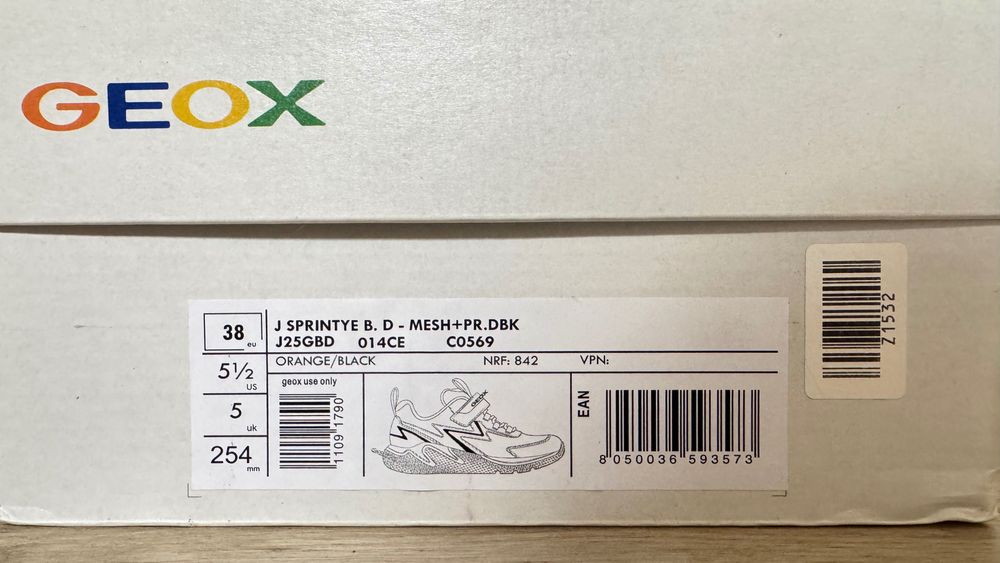 GEOX
Z1532
38 eu
J SPRINTYE B. D - MESH+PR.DBK
J25GBD 014CE C0569
ORANGE/BLACK NRF: 842 VPN:
5½ US
5 uk
254 mm
geox use only
1109 1790
GEOX
EAN
8 050036 593573